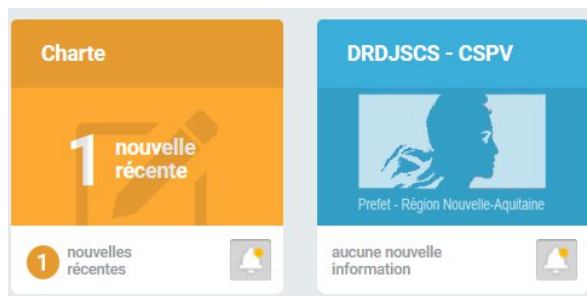 Charte
1 nouvelle
récente
1 nouvelles
récentes
DRDJSCS - CSPV
Prefet - Région Nouvelle-Aquitaine
aucune nouvelle
information